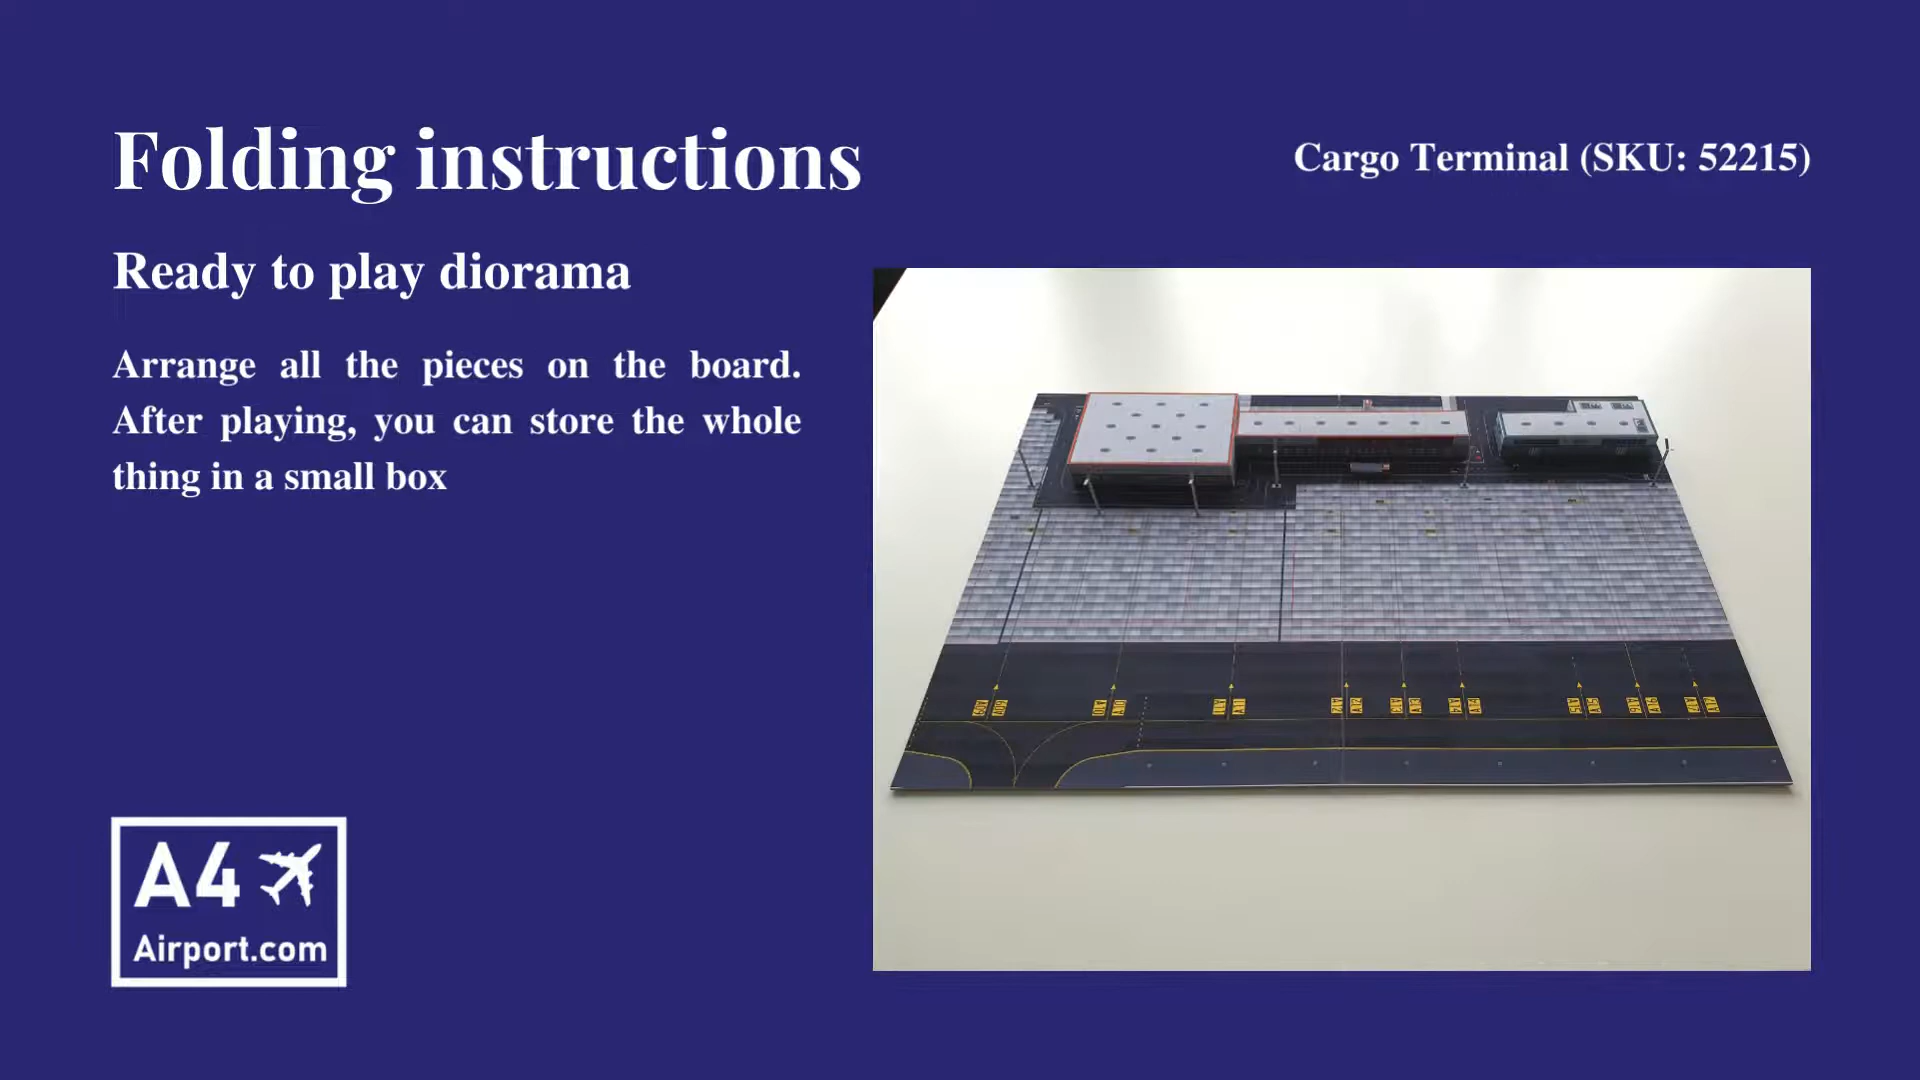 Folding instructions
Cargo Terminal (SKU: 52215)
Ready to play diorama
Arrange all the pieces on the board.
After playing, you can store the whole
thing in a small box
A4
Airport.com